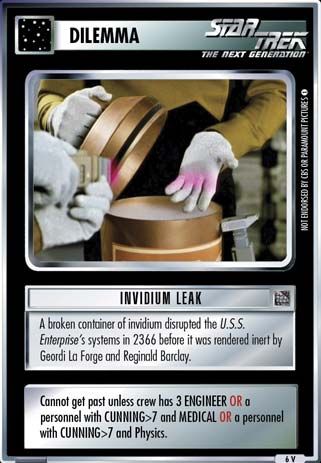 DILEMMA
STAR TREK
THE NEXT GENERATION
NOT ENDORSED BY CBS OR PARAMOUNT PICTURES
INVIDIUM LEAK
A broken container of invidium disrupted the U.S.S.
Enterprise's systems in 2366 before it was rendered inert by
Geordi La Forge and Reginald Barclay.
Cannot get past unless crew has 3 ENGINEER OR a
personnel with CUNNING>7 and MEDICAL OR a personnel
with CUNNING>7 and Physics.
6 V